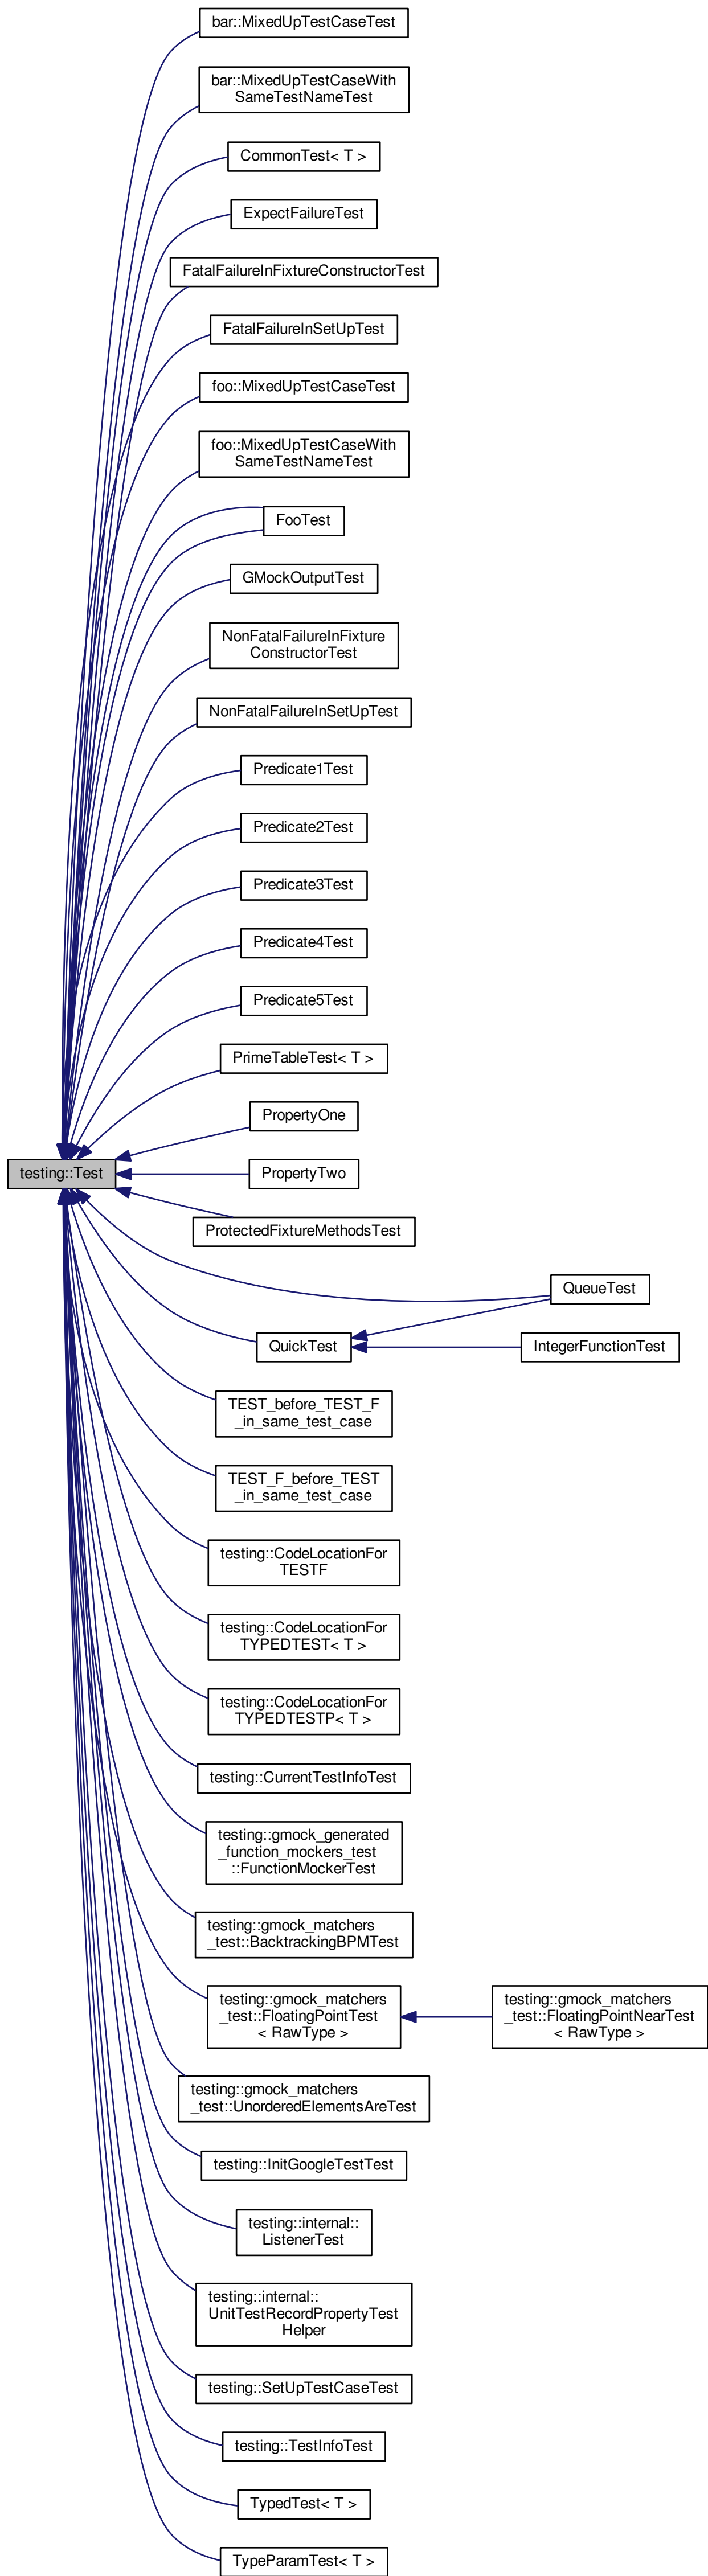 bar::MixedUpTestCaseTest
bar::MixedUpTestCaseWith
SameTestNameTest
CommonTest< T >
ExpectFailureTest
FatalFailureInFixtureConstructorTest
FatalFailureInSetUpTest
foo::MixedUpTestCaseTest
foo::MixedUpTestCaseWith
SameTestNameTest
FooTest
GMockOutputTest
NonFatalFailureInFixture
ConstructorTest
NonFatalFailureInSetUpTest
Predicate1Test
Predicate2Test
Predicate3Test
Predicate4Test
Predicate5Test
PrimeTableTest< T >
PropertyOne
testing::Test
PropertyTwo
ProtectedFixtureMethodsTest
QueueTest
QuickTest
IntegerFunctionTest
TEST_before_TEST_F
_in_same_test_case
TEST_F_before_TEST
_in_same_test_case
testing::CodeLocationFor
TESTF
testing::CodeLocationFor
TYPEDTEST< T >
testing::CodeLocationFor
TYPEDTESTP< T >
testing::CurrentTestInfoTest
testing::gmock_generated
_function_mockers_test
::FunctionMockerTest
testing::gmock_matchers
_test::BacktrackingBPMTest
testing::gmock_matchers
_test::FloatingPointTest
< RawType >
testing::gmock_matchers
_test::FloatingPointNearTest
< RawType >
testing::gmock_matchers
_test::UnorderedElementsAreTest
testing::InitGoogleTestTest
testing::internal::
ListenerTest
testing::internal::
UnitTestRecordPropertyTest
Helper
testing::SetUpTestCaseTest
testing::TestInfoTest
TypedTest< T >
TypeParamTest< T >